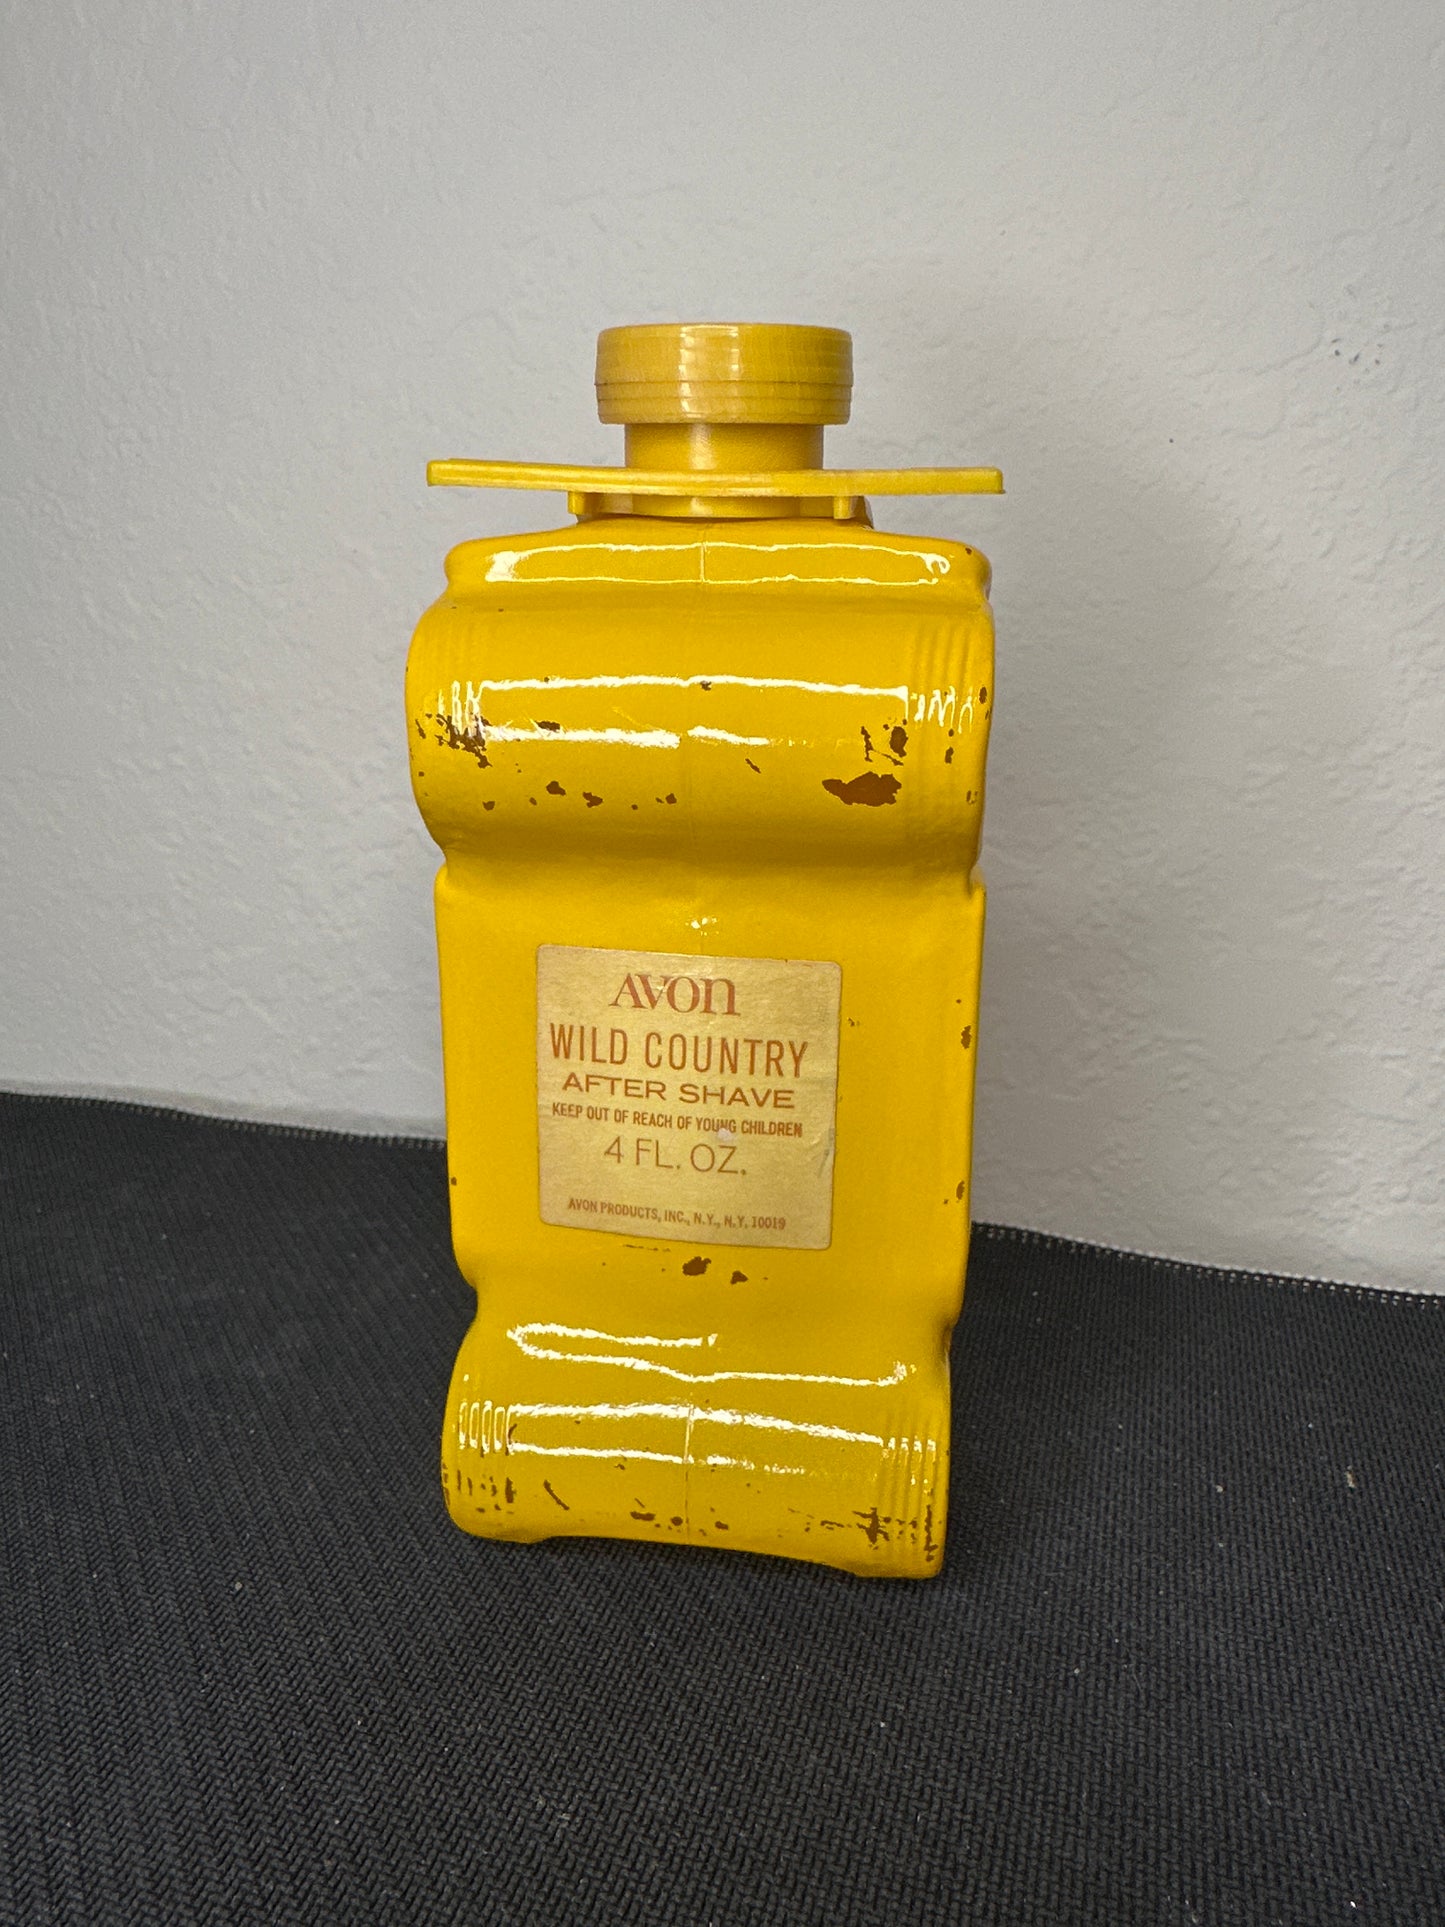 AVON
WILD COUNTRY
AFTER SHAVE
KEEP OUT OF REACH OF YOUNG CHILDREN
4 FL. OZ.
AVON PRODUCTS, INC., N.Y., N.Y. 10019